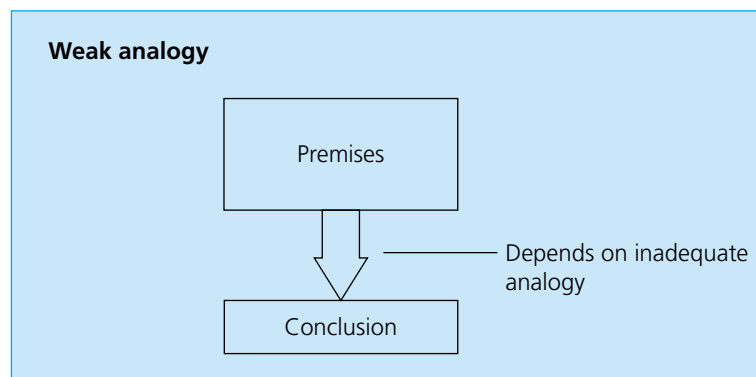 Weak analogy
Premises
Depends on inadequate
analogy
Conclusion